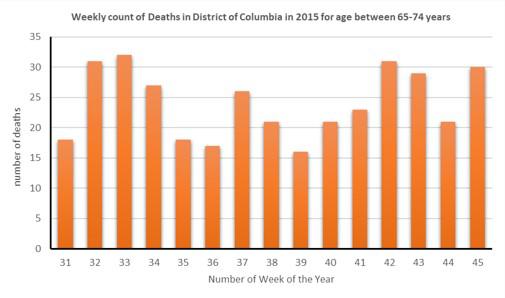 Weekly count of Deaths in District of Columbia in 2015 for age between 65-74 years
35
30
25
20
15
10
5
0
number of deaths
31 32 33 34 35 36 37 38 39 40 41 42 43 44 45
Number of Week of the Year